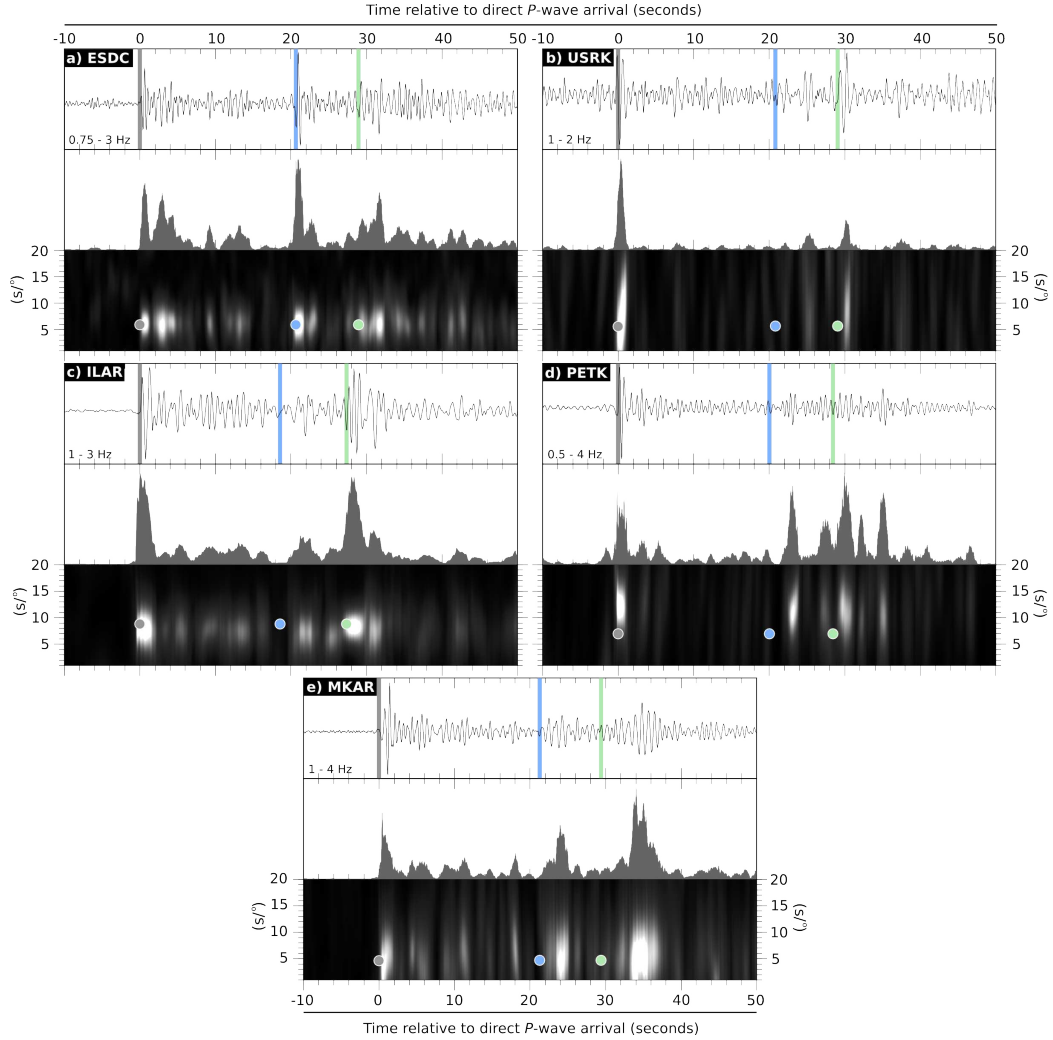 Time relative to direct P-wave arrival (seconds)
-10 0 10 20 30 40 50 -10 0 10 20 30 40 50
a) ESDC
b) USRK
0.75 - 3 Hz
1 - 2 Hz
20 20
15 15
10 10
5 5
(s/°)
(s/°)
c) ILAR
d) PETK
1 - 3 Hz
0.5 - 4 Hz
20 20
15 15
10 10
5 5
(s/°)
(s/°)
e) MKAR
1 - 4 Hz
20 20
15 15
10 10
5 5
(s/°)
(s/°)
-10 0 10 20 30 40 50
Time relative to direct P-wave arrival (seconds)